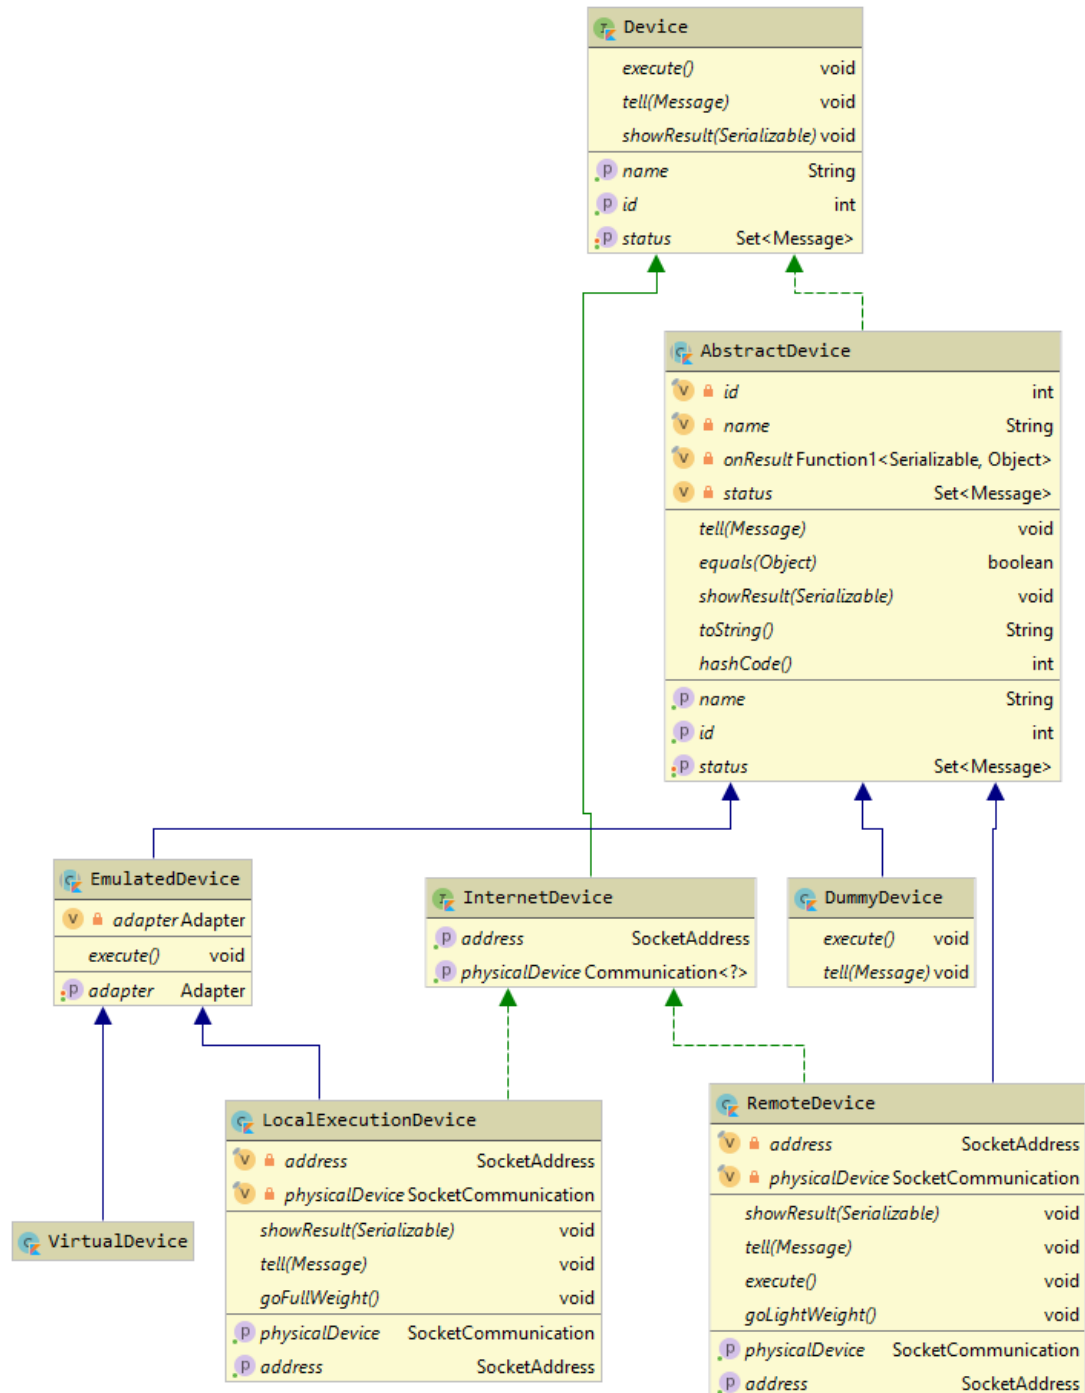 Device
execute() void
tell(Message) void
showResult(Serializable) void
name String
id int
status Set<Message>
AbstractDevice
id int
name String
onResult Function1<Serializable, Object>
status Set<Message>
tell(Message) void
equals(Object) boolean
showResult(Serializable) void
toString() String
hashCode() int
name String
id int
status Set<Message>
EmulatedDevice
adapter Adapter
execute() void
adapter Adapter
InternetDevice
address SocketAddress
physicalDevice Communication<?>
DummyDevice
execute() void
tell(Message) void
VirtualDevice
LocalExecutionDevice
address SocketAddress
physicalDevice SocketCommunication
showResult(Serializable) void
tell(Message) void
goFullWeight() void
physicalDevice SocketCommunication
address SocketAddress
RemoteDevice
address SocketAddress
physicalDevice SocketCommunication
showResult(Serializable) void
tell(Message) void
execute() void
goLightWeight() void
physicalDevice SocketCommunication
address SocketAddress